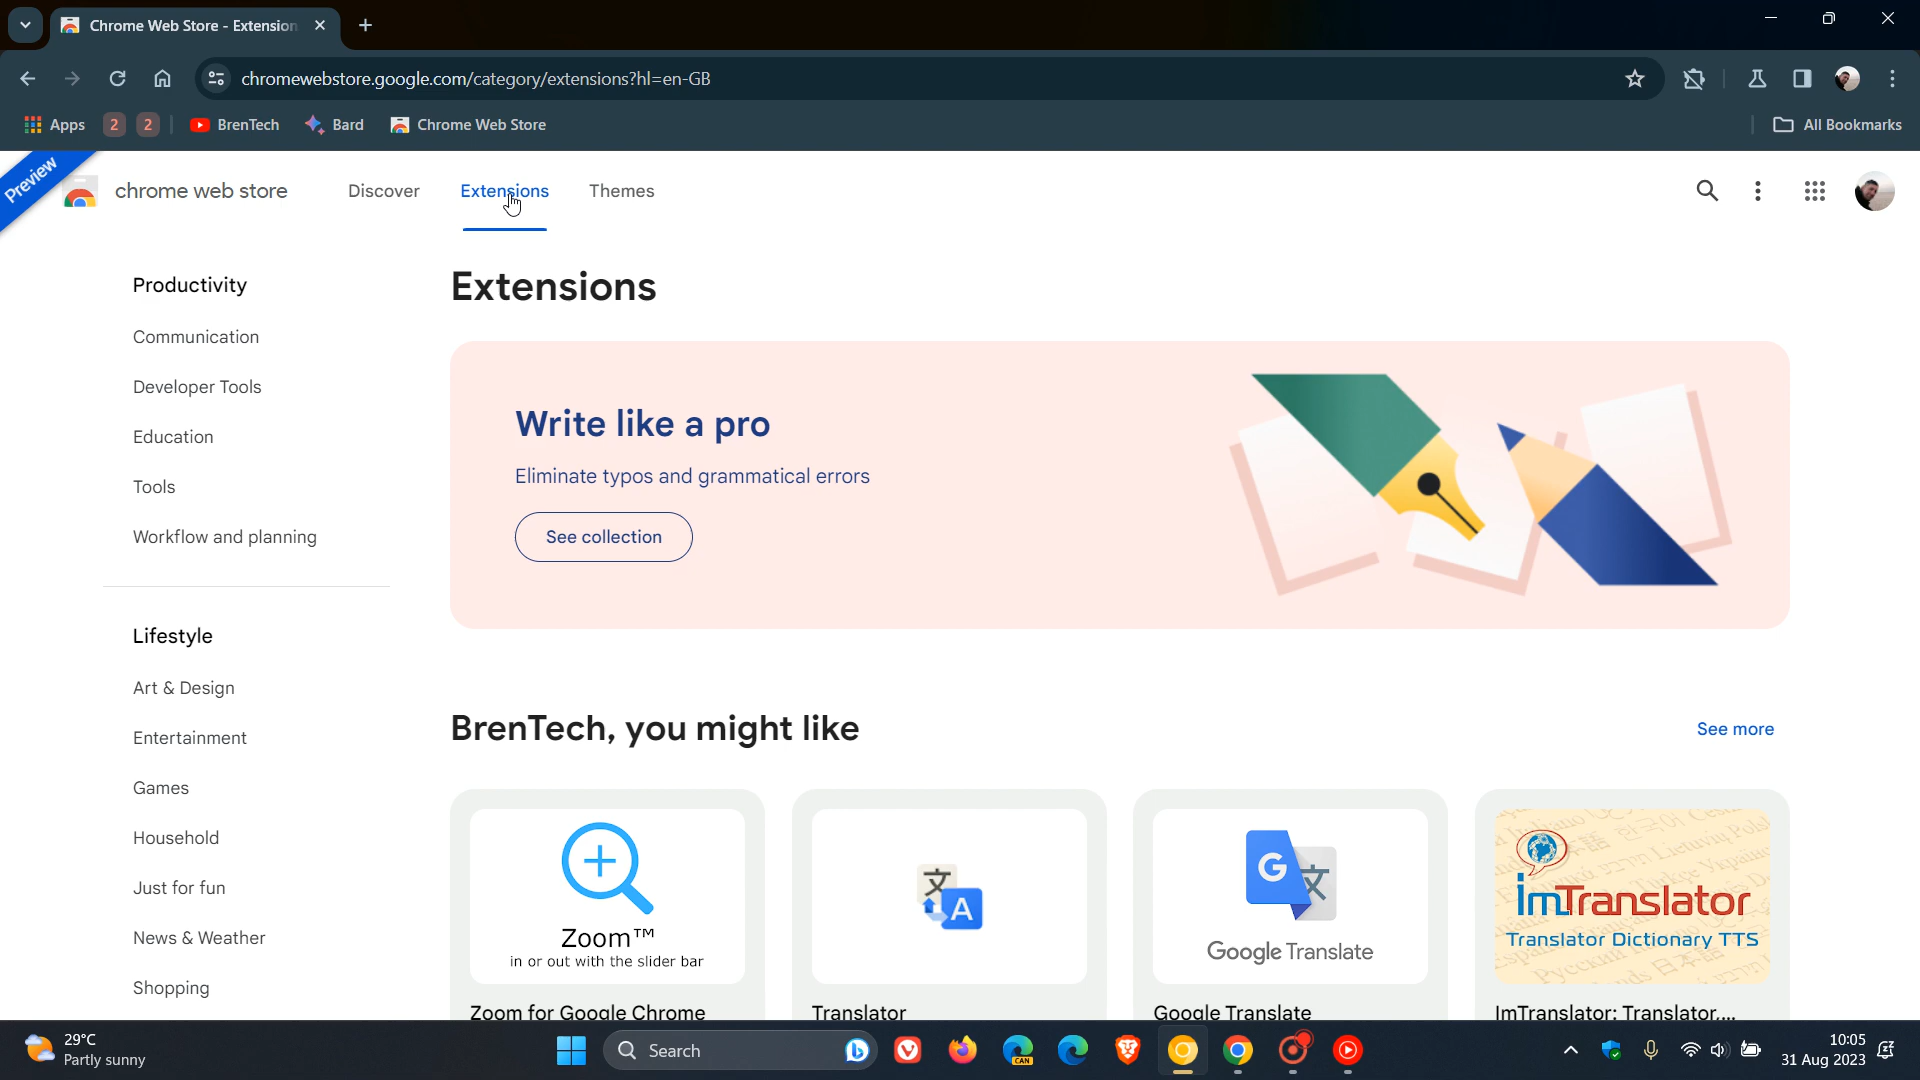 Chrome Web Store - Extension
chromewebstore.google.com/category/extensions?hl=en-GB
Apps 2 2 BrenTech Bard Chrome Web Store All Bookmarks
Preview
chrome web store Discover Extensions Themes
Productivity
Communication
Developer Tools
Education
Tools
Workflow and planning
Lifestyle
Art & Design
Entertainment
Games
Household
Just for fun
News & Weather
Shopping
Extensions
Write like a pro
Eliminate typos and grammatical errors
See collection
BrenTech, you might like
See more
Zoom™
in or out with the slider bar
Zoom for Google Chrome
文 A
Translator
G 文
Google Translate
Google Translate
ImTranslator
Translator Dictionary TTS
ImTranslator: Translator,...
29°C
Partly sunny
Search
CAN
10:05
31 Aug 2023